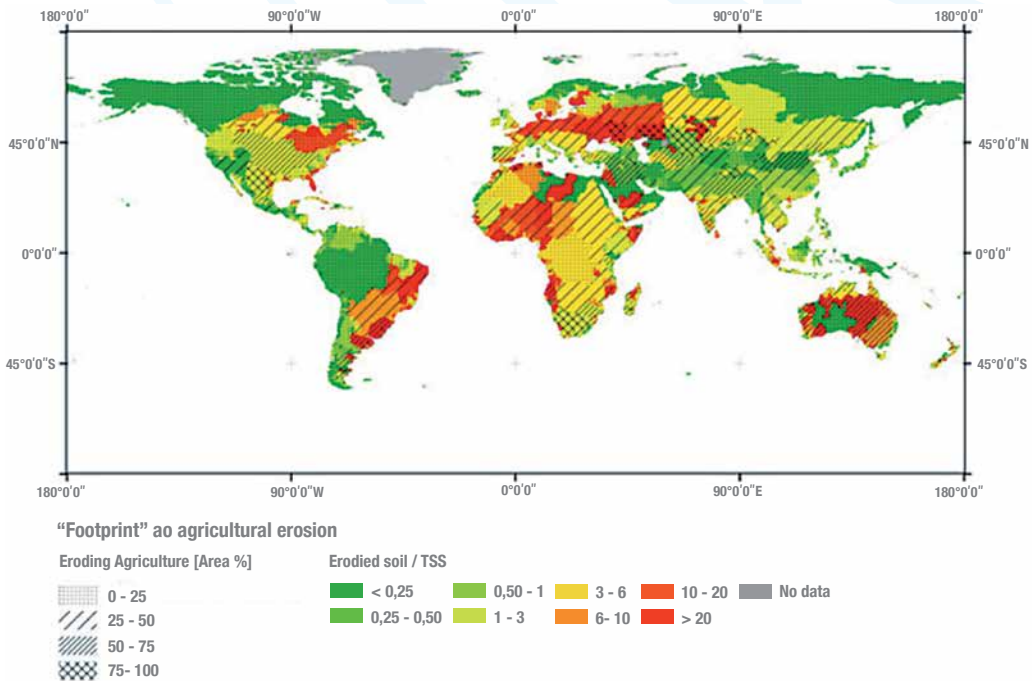 180°0'0" 90°0'0"W 0°0'0" 90°0'0"E 180°0'0"
45°0'0"N 45°0'0"N
0°0'0" 0°0'0"
45°0'0"S 45°0'0"S
180°0'0" 90°0'0"W 0°0'0" 90°0'0"E 180°0'0"
“Footprint” ao agricultural erosion
Eroding Agriculture [Area %]
0 - 25
25 - 50
50 - 75
75- 100
Erodied soil / TSS
< 0,25 0,50 - 1 3 - 6 10 - 20 No data
0,25 - 0,50 1 - 3 6- 10 > 20